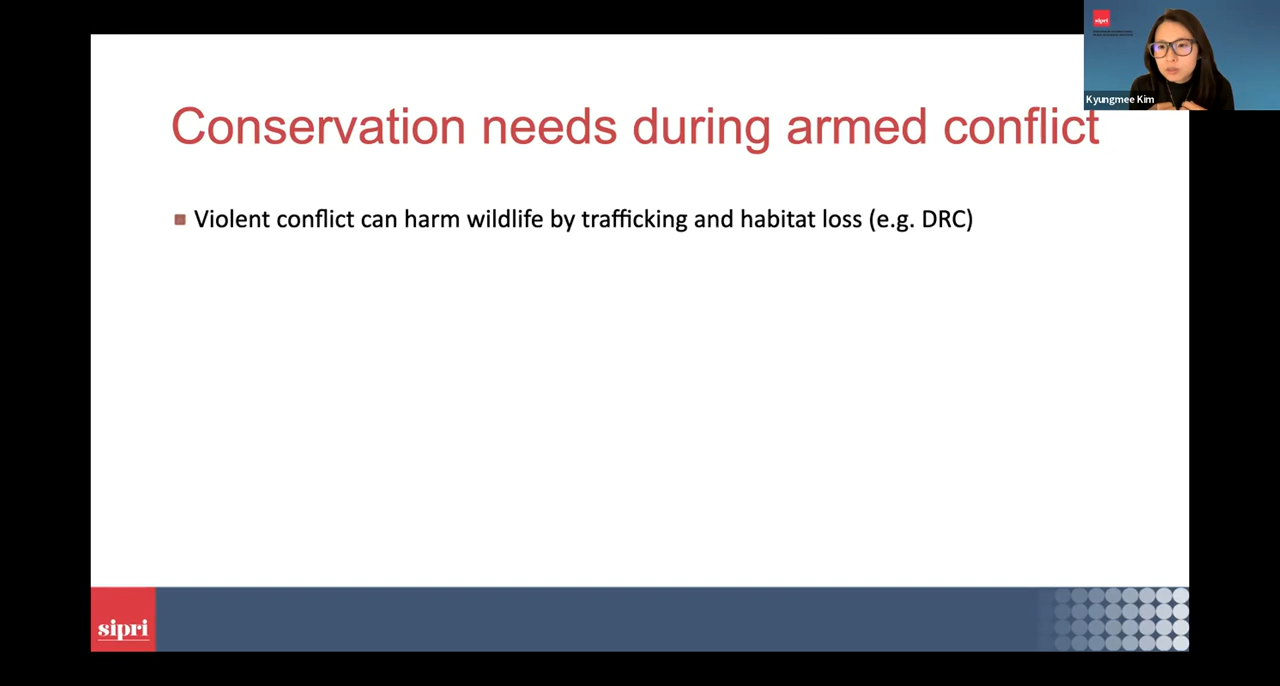 sipri
Kyungmee Kim
Conservation needs during armed conflict
Violent conflict can harm wildlife by trafficking and habitat loss (e.g. DRC)
sipri